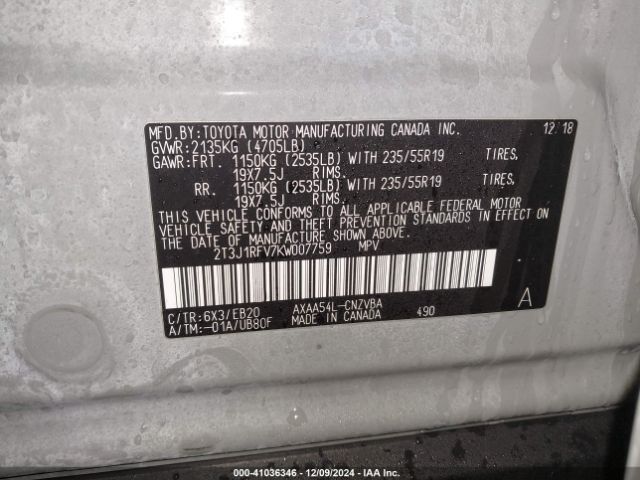 MFD.BY:TOYOTA MOTOR MANUFACTURING CANADA INC. 12 18
GVWR:2135KG (4705LB)
GAWR:FRT. 1150KG (2535LB) WITH 235/55R19 TIRES,
19X7.5J RIMS.
RR. 1150KG (2535LB) WITH 235/55R19 TIRES,
19X7.5J RIMS.
THIS VEHICLE CONFORMS TO ALL APPLICABLE FEDERAL MOTOR
VEHICLE SAFETY AND THEFT PREVENTION STANDARDS IN EFFECT ON
THE DATE OF MANUFACTURE SHOWN ABOVE.
2T3J1RFV7KW007759 MPV
C/TR:6X3/EB20 AXAA54L-CNZVBA A
A/TM:-01A/UB80F MADE IN CANADA 490
000-41036346 - 12/09/2024 - IAA Inc.